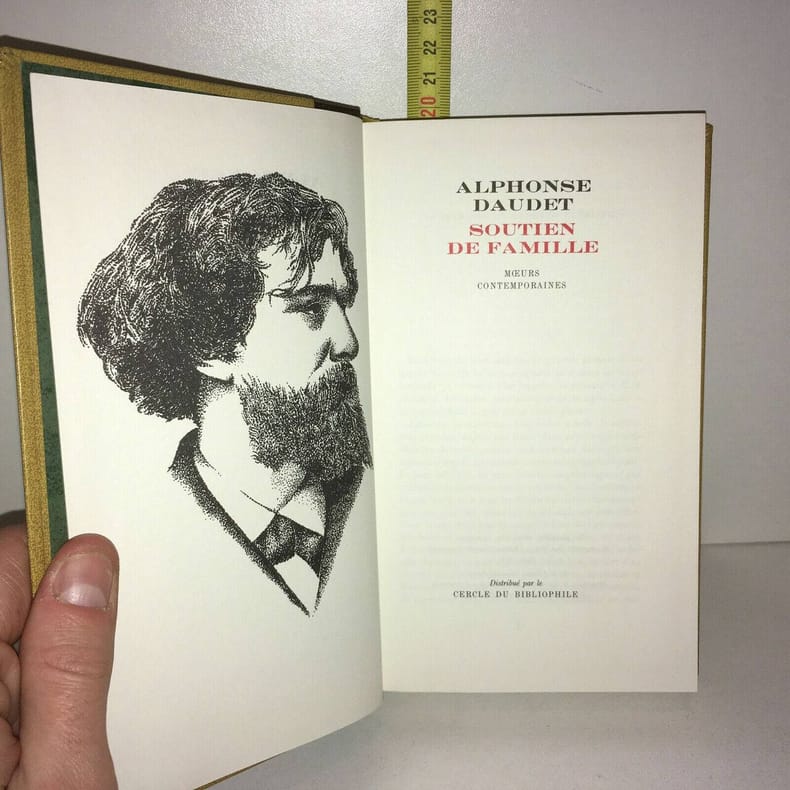 23
22
21
20
ALPHONSE
DAUDET
SOUTIEN
DE FAMILLE
MŒURS
CONTEMPORAINES
Distribué par le
CERCLE DU BIBLIOPHILE